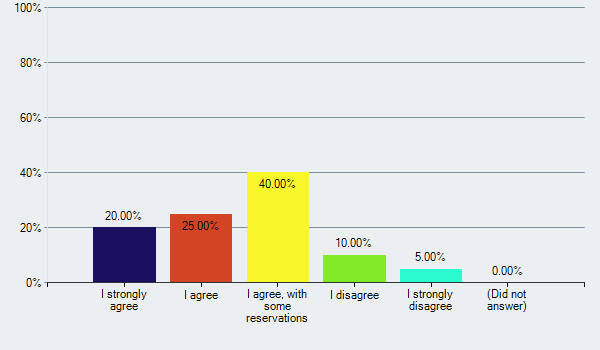 100%
80%
60%
40%
20%
0%
20.00%
25.00%
40.00%
10.00%
5.00%
0.00%
I strongly
agree
I agree
I agree, with
some
reservations
I disagree
I strongly
disagree
(Did not
answer)